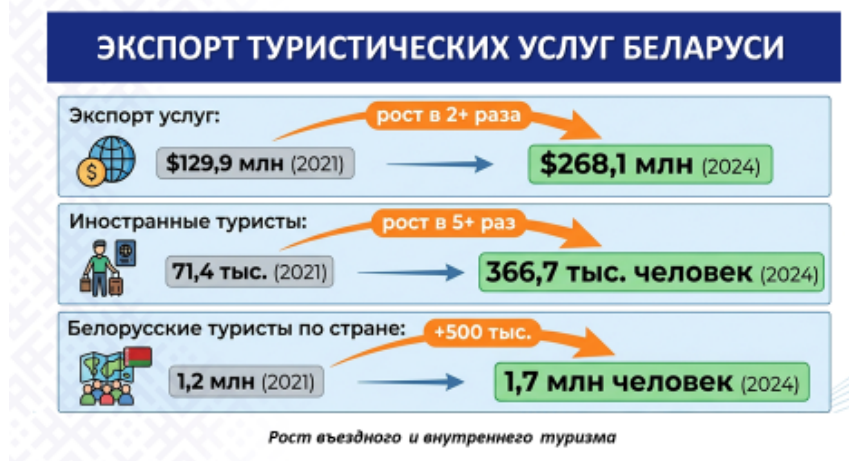 ЭКСПОРТ ТУРИСТИЧЕСКИХ УСЛУГ БЕЛАРУСИ
Экспорт услуг:
рост в 2+ раза
$129,9 млн (2021)
$268,1 млн (2024)
Иностранные туристы:
рост в 5+ раз
71,4 тыс. (2021)
366,7 тыс. человек (2024)
Белорусские туристы по стране:
+500 тыс.
1,2 млн (2021)
1,7 млн человек (2024)
Рост въездного и внутреннего туризма